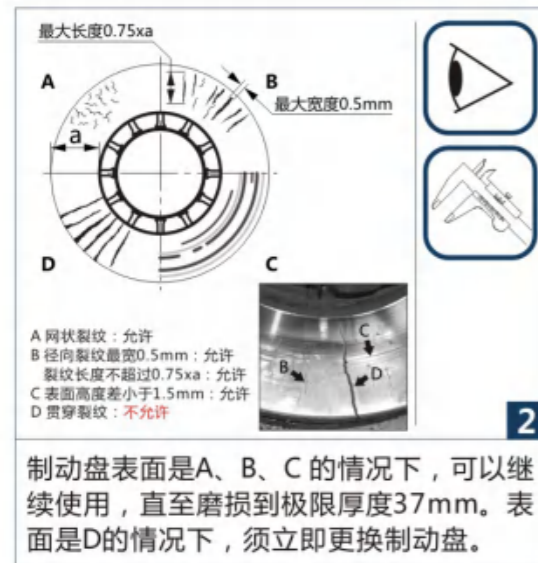 最大长度0.75xa
A
B
最大宽度0.5mm
a
D
C
A 网状裂纹：允许
B 径向裂纹最宽0.5mm：允许
裂纹长度不超过0.75xa：允许
C 表面高度差小于1.5mm：允许
D 贯穿裂纹：不允许
C
B
D
2
制动盘表面是A、B、C 的情况下，可以继
续使用，直至磨损到极限厚度37mm。表
面是D的情况下，须立即更换制动盘。